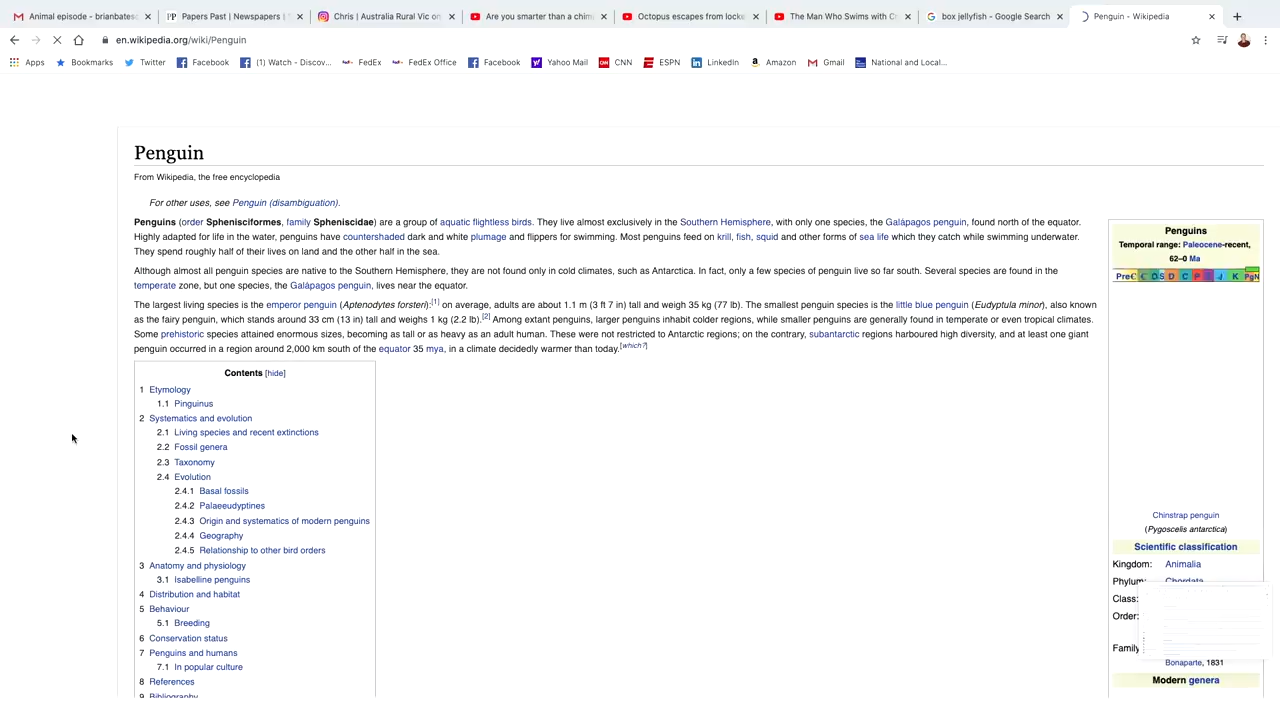 Animal episode - brianbates
Papers Past | Newspapers |
Chris | Australia Rural Vic on
Are you smarter than a chim
Octopus escapes from locke
The Man Who Swims with C
box jellyfish - Google Search
Penguin - Wikipedia
en.wikipedia.org/wiki/Penguin
Apps Bookmarks Twitter Facebook (1) Watch - Discov... FedEx FedEx Office Facebook Yahoo Mail CNN ESPN LinkedIn Amazon Gmail National and Local...
Penguin
From Wikipedia, the free encyclopedia
For other uses, see Penguin (disambiguation).
Penguins (order Sphenisciformes, family Spheniscidae) are a group of aquatic flightless birds. They live almost exclusively in the Southern Hemisphere, with only one species, the Galápagos penguin, found north of the equator.
Highly adapted for life in the water, penguins have countershaded dark and white plumage and flippers for swimming. Most penguins feed on krill, fish, squid and other forms of sea life which they catch while swimming underwater.
They spend roughly half of their lives on land and the other half in the sea.
Although almost all penguin species are native to the Southern Hemisphere, they are not found only in cold climates, such as Antarctica. In fact, only a few species of penguin live so far south. Several species are found in the
temperate zone, but one species, the Galápagos penguin, lives near the equator.
The largest living species is the emperor penguin (Aptenodytes forsteri):[1] on average, adults are about 1.1 m (3 ft 7 in) tall and weigh 35 kg (77 lb). The smallest penguin species is the little blue penguin (Eudyptula minor), also known
as the fairy penguin, which stands around 33 cm (13 in) tall and weighs 1 kg (2.2 lb).[2] Among extant penguins, larger penguins inhabit colder regions, while smaller penguins are generally found in temperate or even tropical climates.
Some prehistoric species attained enormous sizes, becoming as tall or as heavy as an adult human. These were not restricted to Antarctic regions; on the contrary, subantarctic regions harboured high diversity, and at least one giant
penguin occurred in a region around 2,000 km south of the equator 35 mya, in a climate decidedly warmer than today.[which?]
Contents [hide]
1 Etymology
1.1 Pinguinus
2 Systematics and evolution
2.1 Living species and recent extinctions
2.2 Fossil genera
2.3 Taxonomy
2.4 Evolution
2.4.1 Basal fossils
2.4.2 Palaeeudyptines
2.4.3 Origin and systematics of modern penguins
2.4.4 Geography
2.4.5 Relationship to other bird orders
3 Anatomy and physiology
3.1 Isabelline penguins
4 Distribution and habitat
5 Behaviour
5.1 Breeding
6 Conservation status
7 Penguins and humans
7.1 In popular culture
8 References
9 Bibliography
Penguins
Temporal range: Paleocene-recent,
62–0 Ma
PreꞒ Ꞓ O S D C P T J K PgN
Chinstrap penguin
(Pygoscelis antarctica)
Scientific classification
Kingdom: Animalia
Phylum: Chordata
Class:
Order:
Family
Bonaparte, 1831
Modern genera